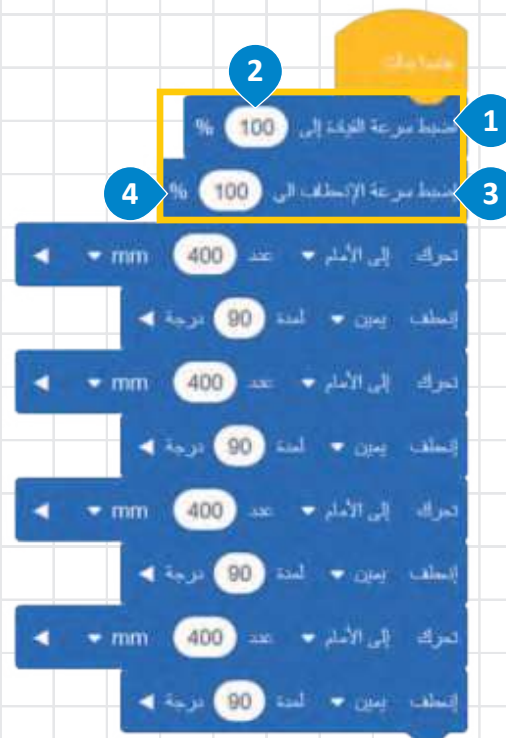 عندما بدأت
2
اضبط سرعة القيادة إلى 100 %
1
اضبط سرعة الإنعطاف الى 100 %
3
4
تحرك إلى الأمام عدد 400 mm
إنعطف يمين لمدة 90 درجة
تحرك إلى الأمام عدد 400 mm
إنعطف يمين لمدة 90 درجة
تحرك إلى الأمام عدد 400 mm
إنعطف يمين لمدة 90 درجة
تحرك إلى الأمام عدد 400 mm
إنعطف يمين لمدة 90 درجة